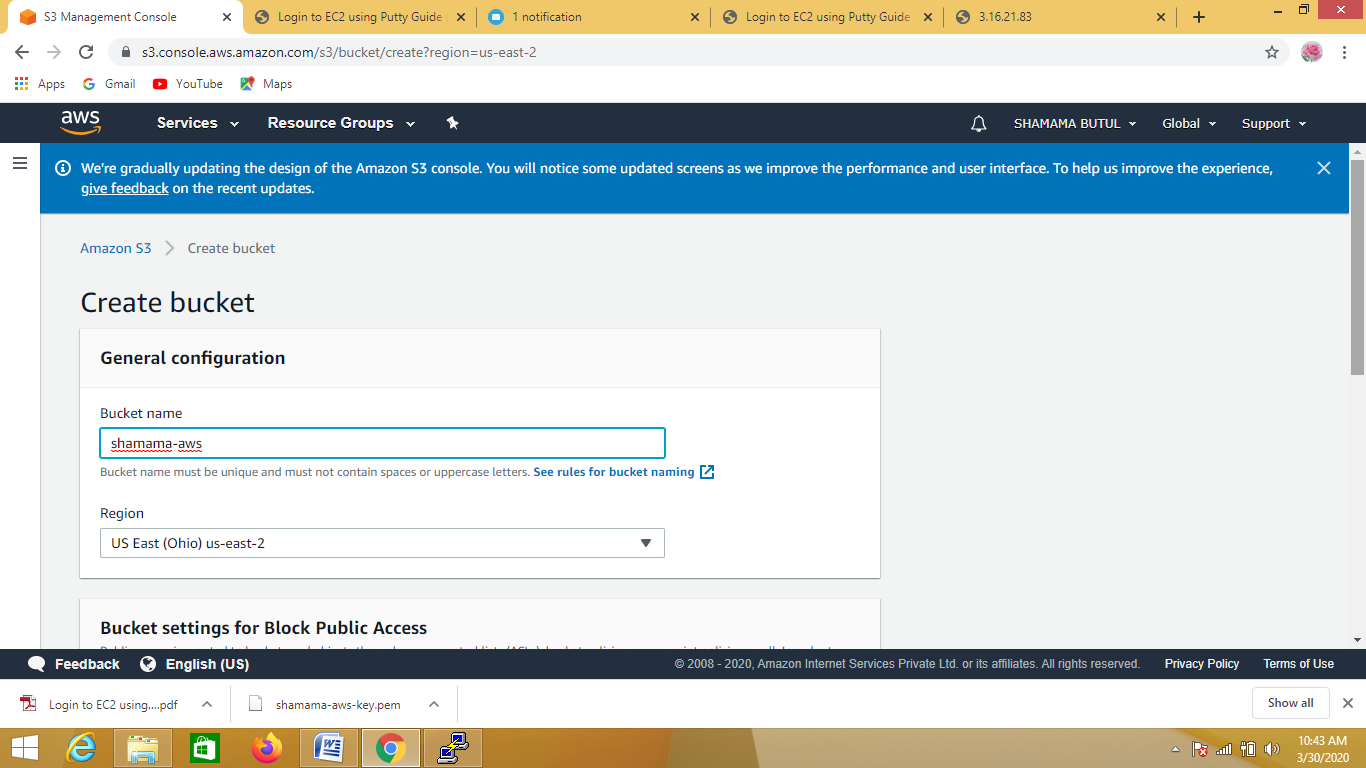 S3 Management Console
Login to EC2 using Putty Guide
1 notification
Login to EC2 using Putty Guide
3.16.21.83
s3.console.aws.amazon.com/s3/bucket/create?region=us-east-2
Apps
Gmail
YouTube
Maps
aws
Services
Resource Groups
SHAMAMA BUTUL
Global
Support
We're gradually updating the design of the Amazon S3 console. You will notice some updated screens as we improve the performance and user interface. To help us improve the experience,
give feedback on the recent updates.
Amazon S3
Create bucket
Create bucket
General configuration
Bucket name
shamama-aws
Bucket name must be unique and must not contain spaces or uppercase letters. See rules for bucket naming
Region
US East (Ohio) us-east-2
Bucket settings for Block Public Access
Feedback
English (US)
© 2008 - 2020, Amazon Internet Services Private Ltd. or its affiliates. All rights reserved.
Privacy Policy
Terms of Use
Login to EC2 using....pdf
shamama-aws-key.pem
Show all
10:43 AM
3/30/2020